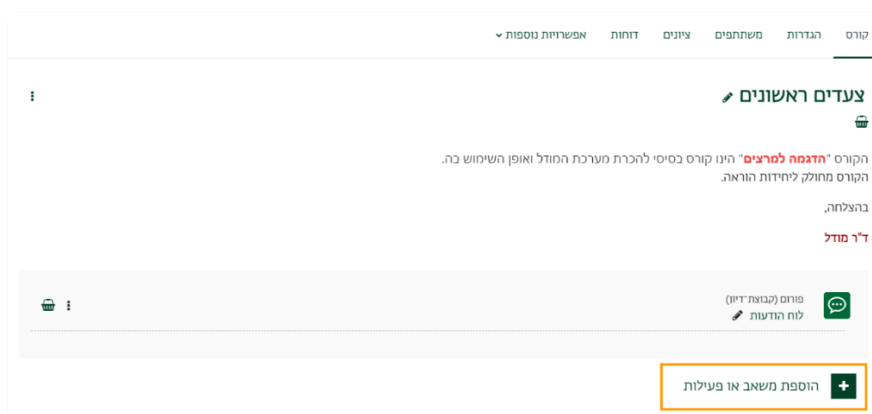 קורס הגדרות משתתפים ציונים דוחות אפשרויות נוספות
צעדים ראשונים
הקורס "הדגמה למרצים" הינו קורס בסיסי להכרת מערכת המודל ואופן השימוש בה.
הקורס מחולק ליחידות הוראה.
בהצלחה,
ד"ר מודל
פורום (קבוצת־דיון)
לוח הודעות
הוספת משאב או פעילות